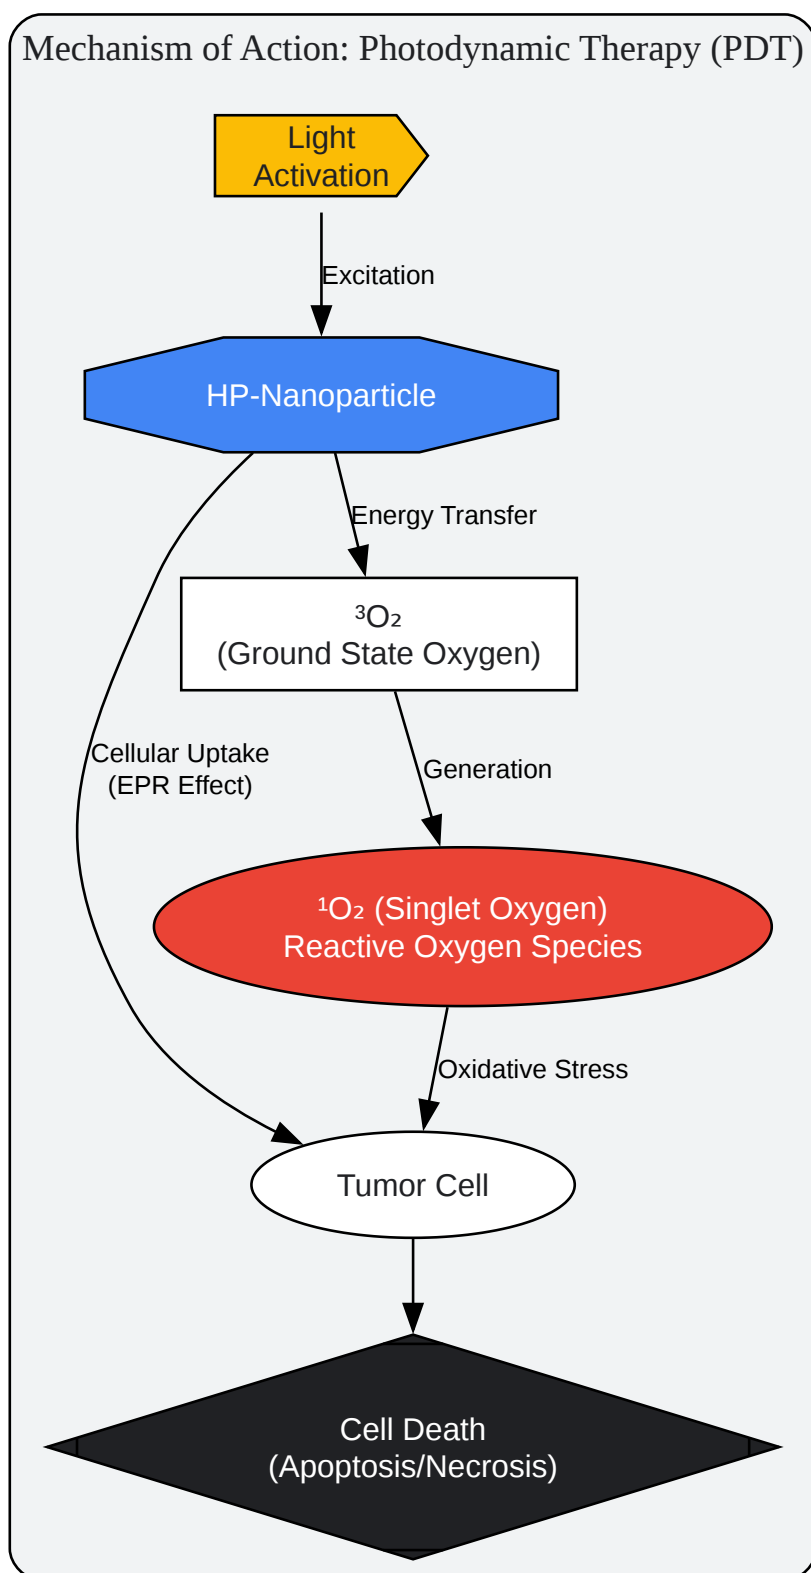 Mechanism of Action: Photodynamic Therapy (PDT)
Light
Activation
Excitation
HP-Nanoparticle
Energy Transfer
³O₂
(Ground State Oxygen)
Cellular Uptake
(EPR Effect)
Generation
¹O₂ (Singlet Oxygen)
Reactive Oxygen Species
Oxidative Stress
Tumor Cell
Cell Death
(Apoptosis/Necrosis)